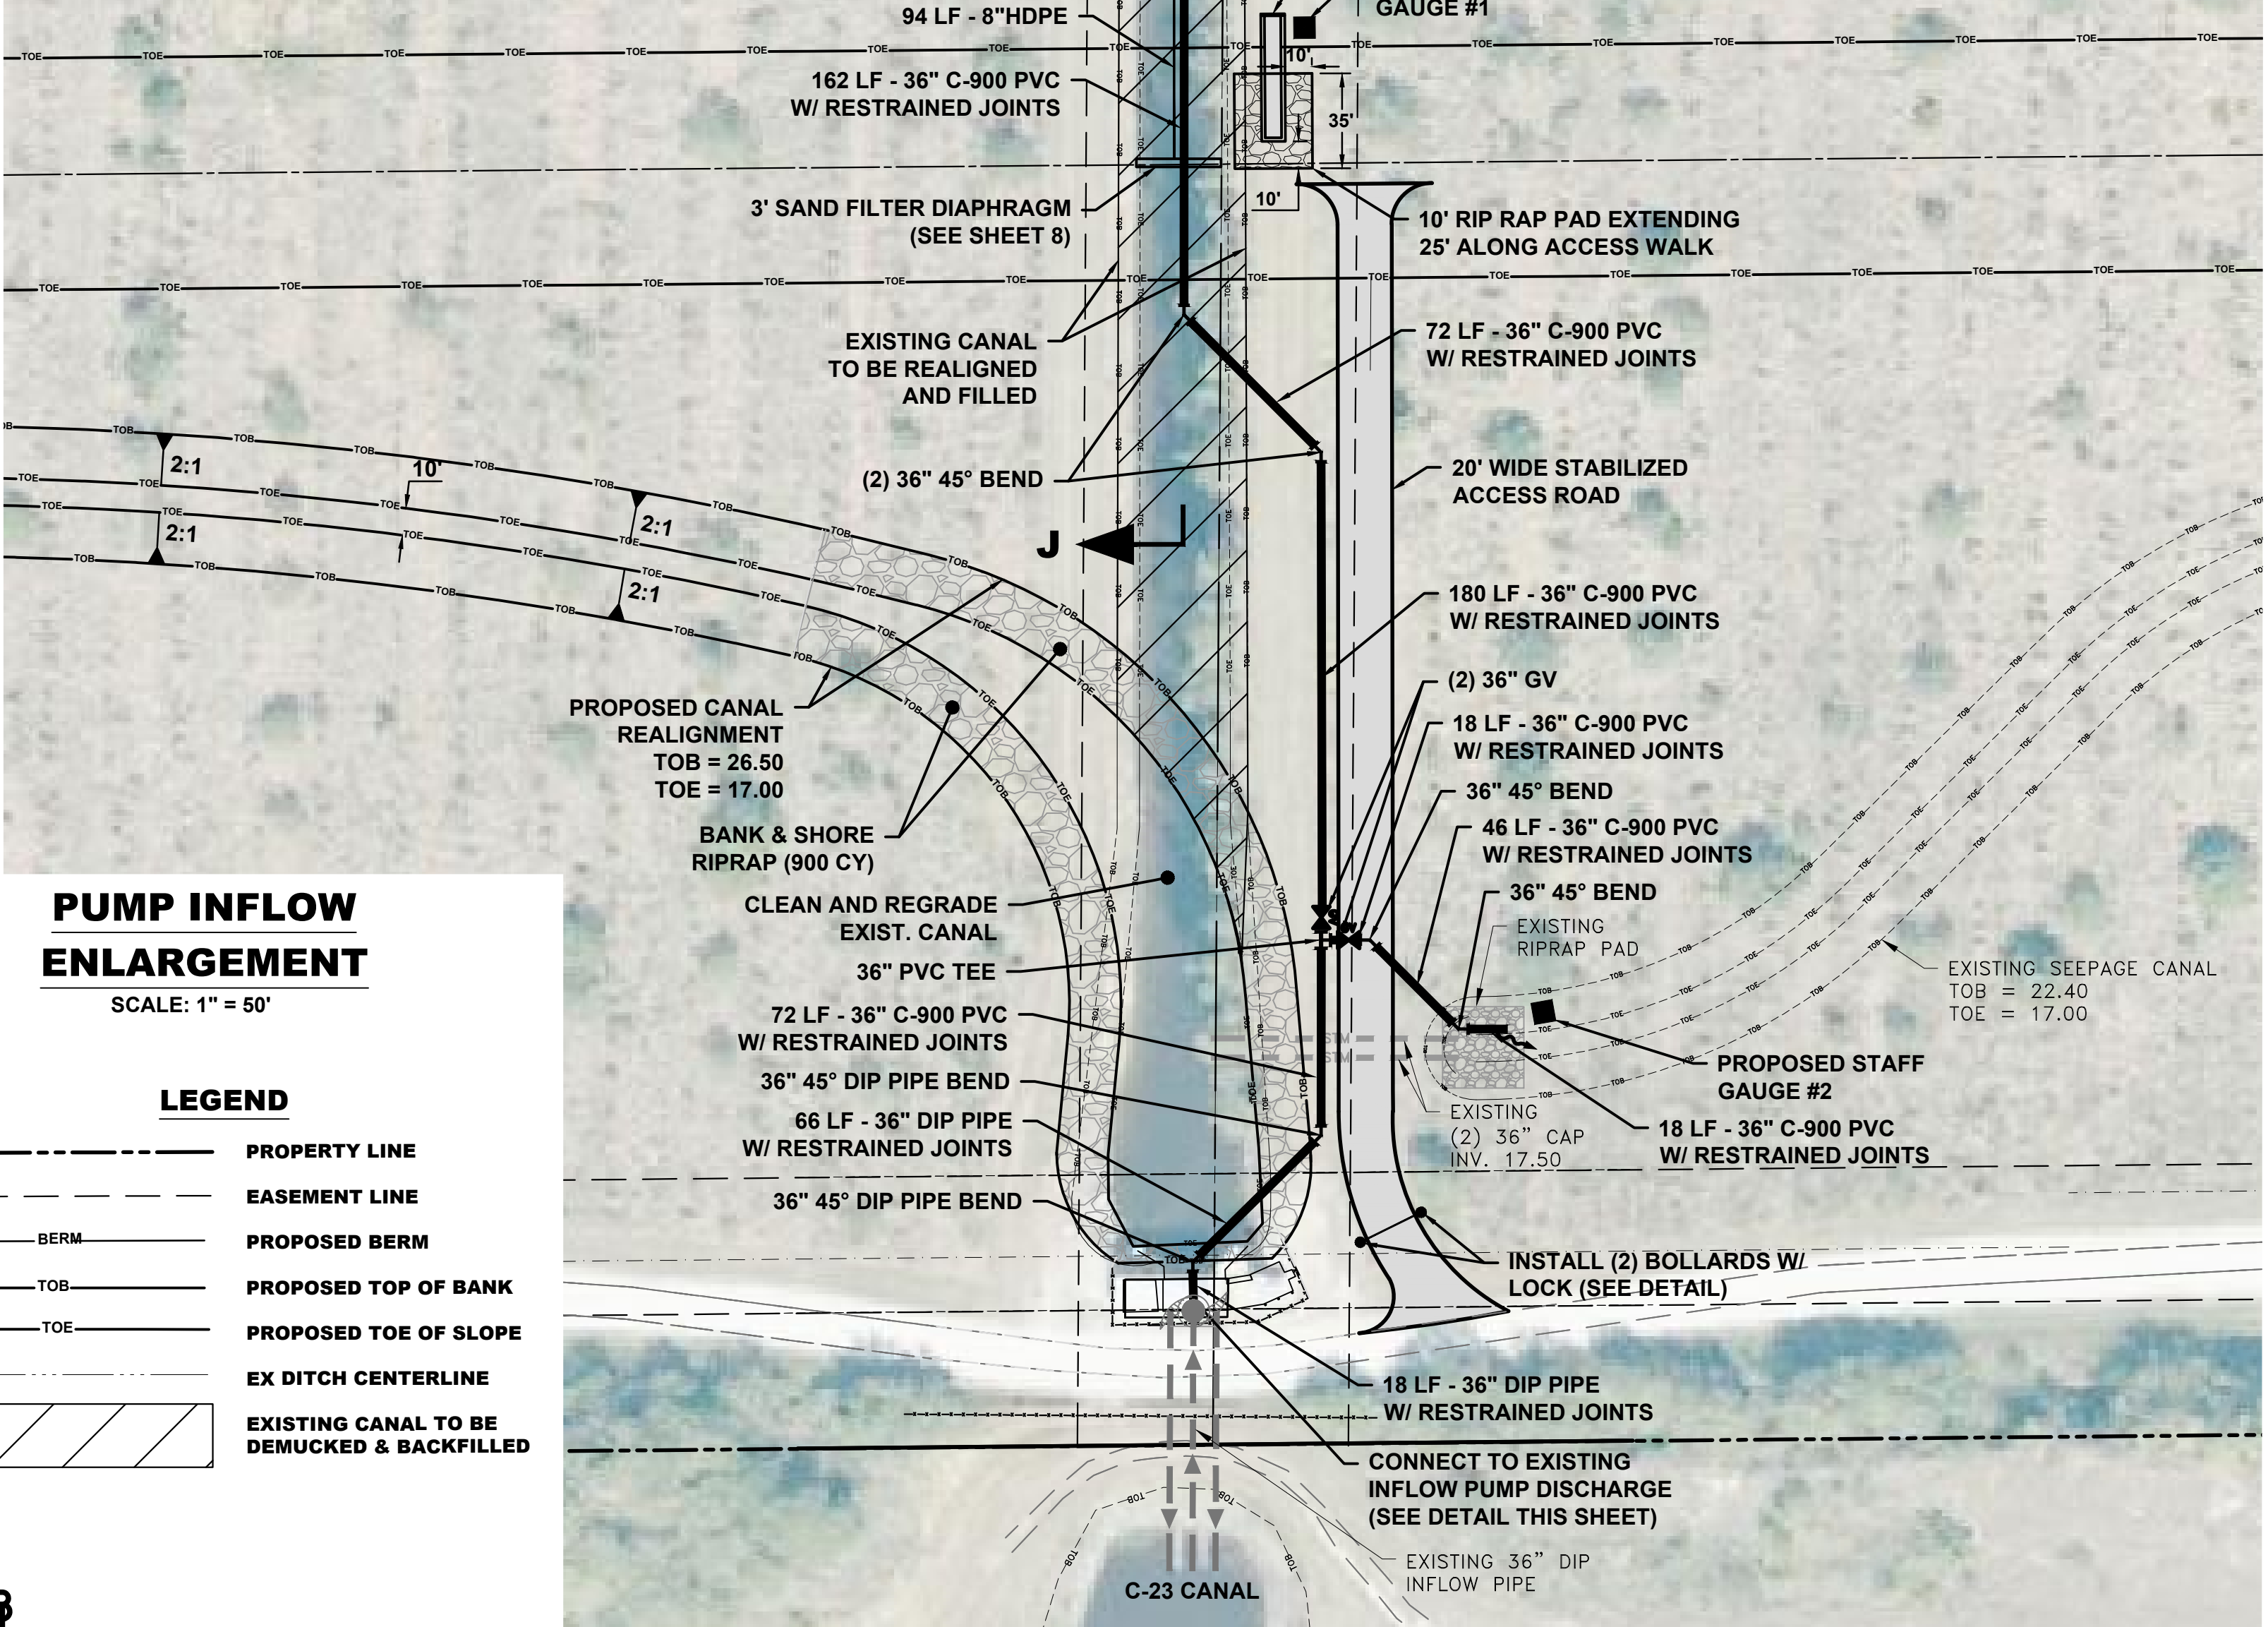 94 LF - 8"HDPE
GAUGE #1
162 LF - 36" C-900 PVC
W/ RESTRAINED JOINTS
10'
35'
3' SAND FILTER DIAPHRAGM
(SEE SHEET 8)
10'
10' RIP RAP PAD EXTENDING
25' ALONG ACCESS WALK
EXISTING CANAL
TO BE REALIGNED
AND FILLED
72 LF - 36" C-900 PVC
W/ RESTRAINED JOINTS
(2) 36" 45° BEND
20' WIDE STABILIZED
ACCESS ROAD
TOE
TOB
2:1
10'
2:1
2:1
2:1
J
180 LF - 36" C-900 PVC
W/ RESTRAINED JOINTS
(2) 36" GV
18 LF - 36" C-900 PVC
W/ RESTRAINED JOINTS
36" 45° BEND
46 LF - 36" C-900 PVC
W/ RESTRAINED JOINTS
36" 45° BEND
EXISTING
RIPRAP PAD
PROPOSED CANAL
REALIGNMENT
TOB = 26.50
TOE = 17.00
BANK & SHORE
RIPRAP (900 CY)
CLEAN AND REGRADE
EXIST. CANAL
36" PVC TEE
72 LF - 36" C-900 PVC
W/ RESTRAINED JOINTS
36" 45° DIP PIPE BEND
66 LF - 36" DIP PIPE
W/ RESTRAINED JOINTS
36" 45° DIP PIPE BEND
STM
STM
EXISTING SEEPAGE CANAL
TOB = 22.40
TOE = 17.00
PROPOSED STAFF
GAUGE #2
EXISTING
(2) 36" CAP
INV. 17.50
18 LF - 36" C-900 PVC
W/ RESTRAINED JOINTS
INSTALL (2) BOLLARDS W/
LOCK (SEE DETAIL)
18 LF - 36" DIP PIPE
W/ RESTRAINED JOINTS
CONNECT TO EXISTING
INFLOW PUMP DISCHARGE
(SEE DETAIL THIS SHEET)
EXISTING 36" DIP
INFLOW PIPE
C-23 CANAL
PUMP INFLOW
ENLARGEMENT
SCALE: 1" = 50'
LEGEND
PROPERTY LINE
EASEMENT LINE
BERM PROPOSED BERM
TOB PROPOSED TOP OF BANK
TOE PROPOSED TOE OF SLOPE
EX DITCH CENTERLINE
EXISTING CANAL TO BE
DEMUCKED & BACKFILLED